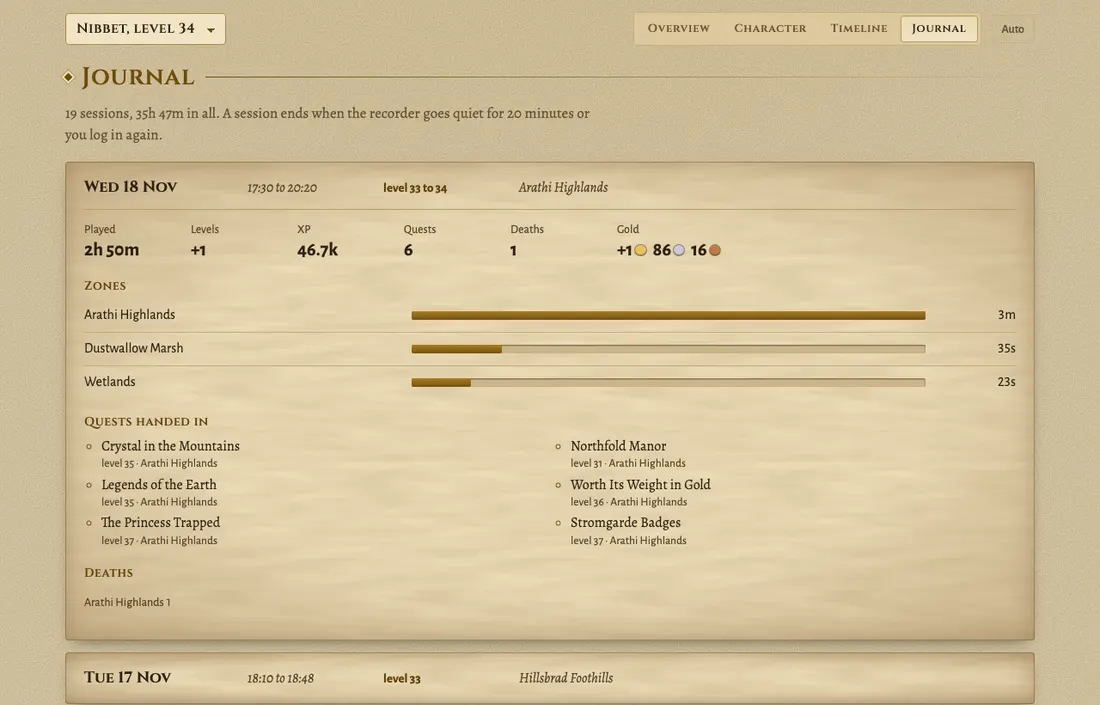 Nibbet, level 34
Overview Character Timeline Journal Auto
Journal
19 sessions, 35h 47m in all. A session ends when the recorder goes quiet for 20 minutes or
you log in again.
Wed 18 Nov 17:30 to 20:20 level 33 to 34 Arathi Highlands
Played Levels XP Quests Deaths Gold
2h 50m +1 46.7k 6 1 +1 86 16
Zones
Arathi Highlands 3m
Dustwallow Marsh 35s
Wetlands 23s
Quests handed in
Crystal in the Mountains
level 35 · Arathi Highlands
Legends of the Earth
level 35 · Arathi Highlands
The Princess Trapped
level 37 · Arathi Highlands
Northfold Manor
level 31 · Arathi Highlands
Worth Its Weight in Gold
level 36 · Arathi Highlands
Stromgarde Badges
level 37 · Arathi Highlands
Deaths
Arathi Highlands 1
Tue 17 Nov 18:10 to 18:48 level 33 Hillsbrad Foothills